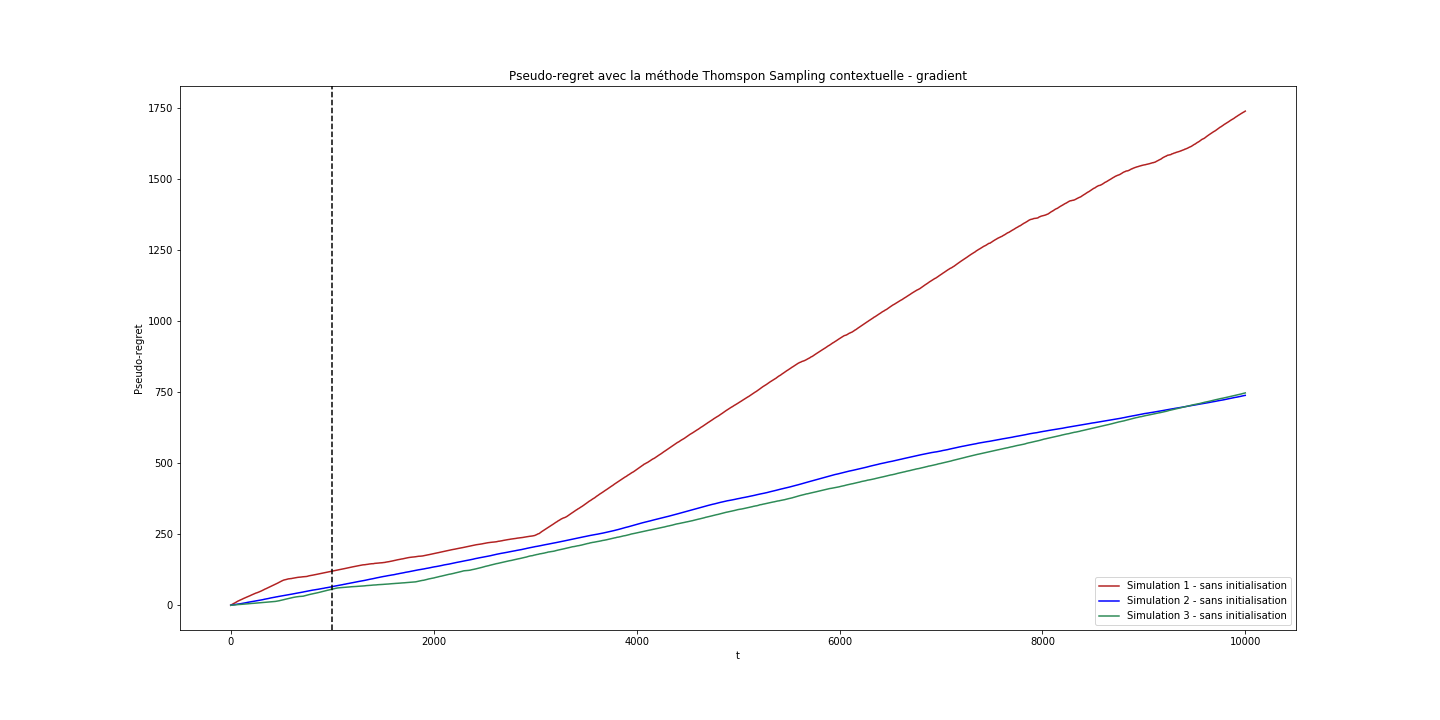 Pseudo-regret avec la méthode Thomspon Sampling contextuelle - gradient
1750
1500
1250
1000
750
500
250
0
Pseudo-regret
0
2000
4000
6000
8000
10000
t
Simulation 1 - sans initialisation
Simulation 2 - sans initialisation
Simulation 3 - sans initialisation